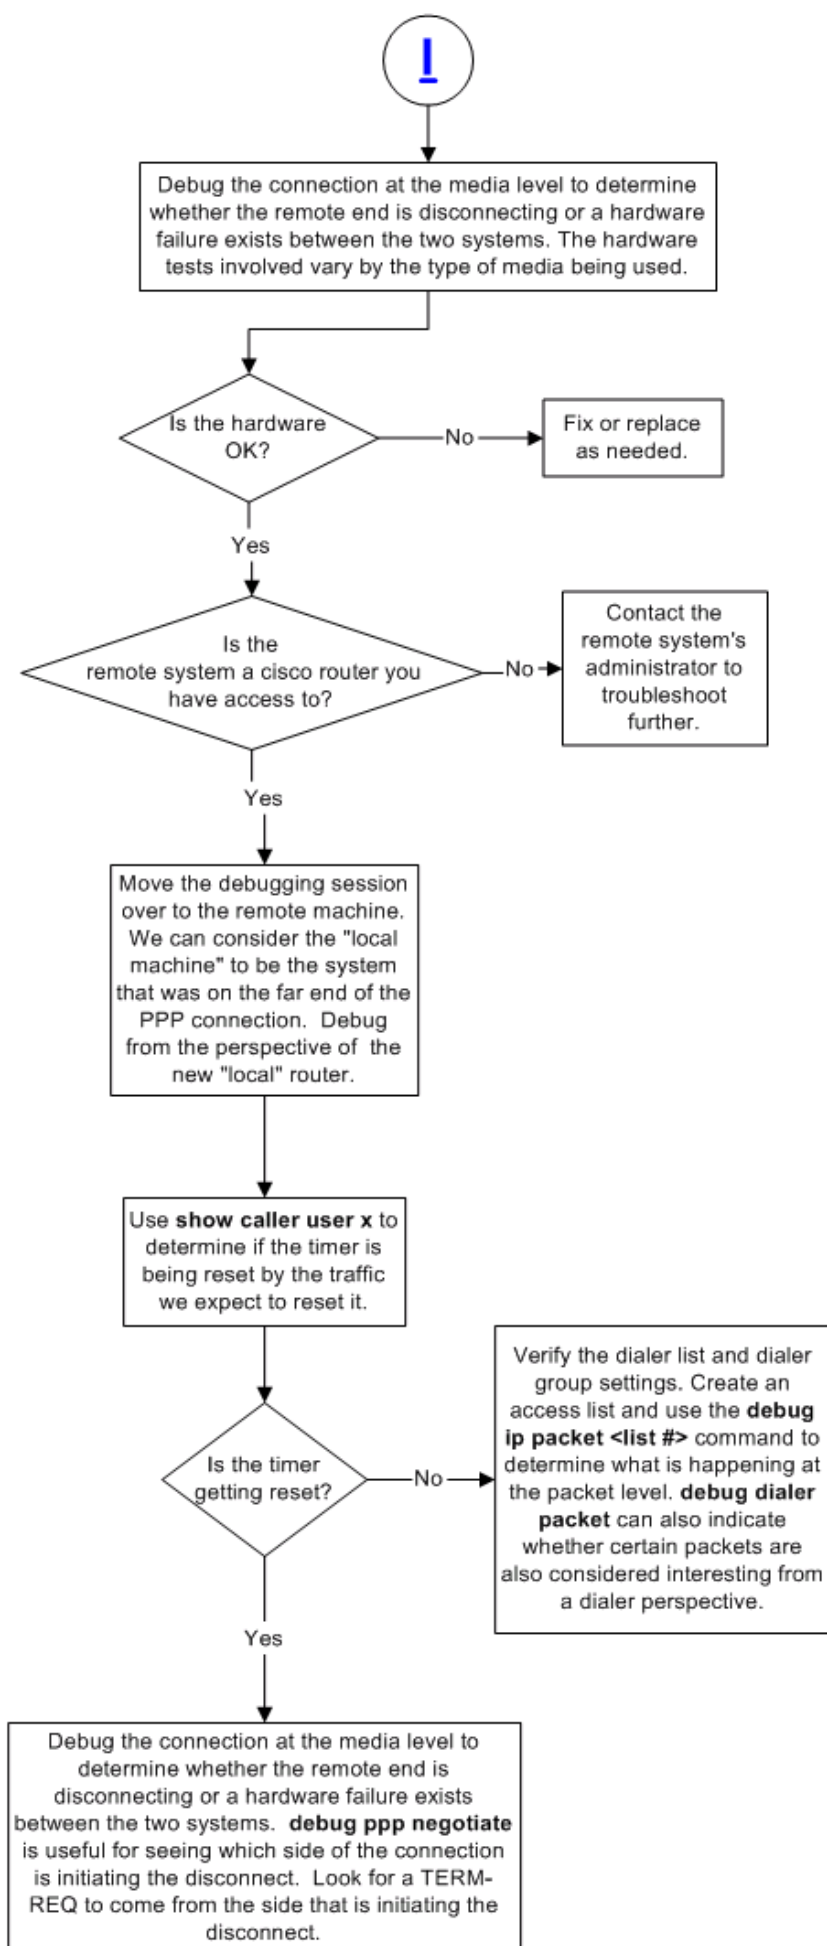 I
Debug the connection at the media level to determine
whether the remote end is disconnecting or a hardware
failure exists between the two systems. The hardware
tests involved vary by the type of media being used.
Is the hardware
OK?
No
Fix or replace
as needed.
Yes
Is the
remote system a cisco router you
have access to?
No
Contact the
remote system's
administrator to
troubleshoot
further.
Yes
Move the debugging session
over to the remote machine.
We can consider the "local
machine" to be the system
that was on the far end of the
PPP connection. Debug
from the perspective of the
new "local" router.
Use show caller user x to
determine if the timer is
being reset by the traffic
we expect to reset it.
Is the timer
getting reset?
No
Verify the dialer list and dialer
group settings. Create an
access list and use the debug
ip packet <list #> command to
determine what is happening at
the packet level. debug dialer
packet can also indicate
whether certain packets are
also considered interesting from
a dialer perspective.
Yes
Debug the connection at the media level to
determine whether the remote end is
disconnecting or a hardware failure exists
between the two systems. debug ppp negotiate
is useful for seeing which side of the connection
is initiating the disconnect. Look for a TERM-
REQ to come from the side that is initiating the
disconnect.